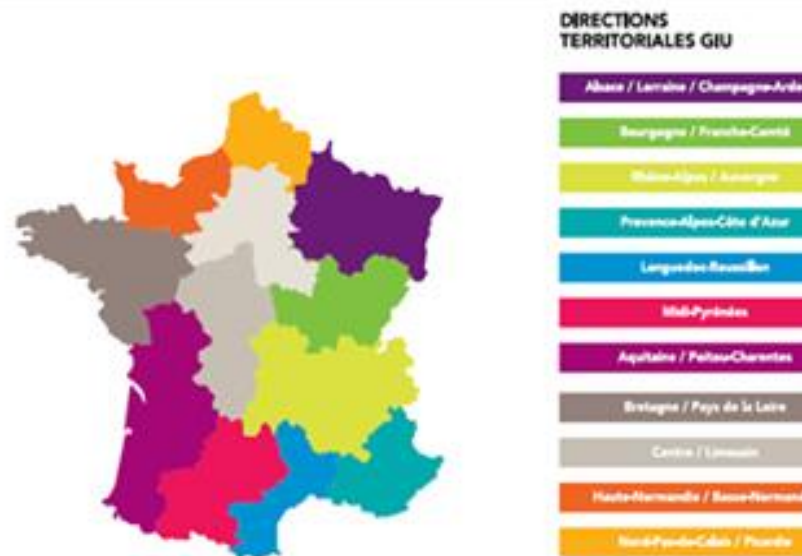 DIRECTIONS
TERRITORIALES GIU
Alsace / Lorraine / Champagne-Arde
Bourgogne / Franche-Comté
Rhône-Alpes / Auvergne
Provence-Alpes-Côte d'Azur
Languedoc-Roussillon
Midi-Pyrénées
Aquitaine / Poitou-Charentes
Bretagne / Pays de la Loire
Centre / Limousin
Haute-Normandie / Basse-Normand
Nord-Pas-de-Calais / Picardie